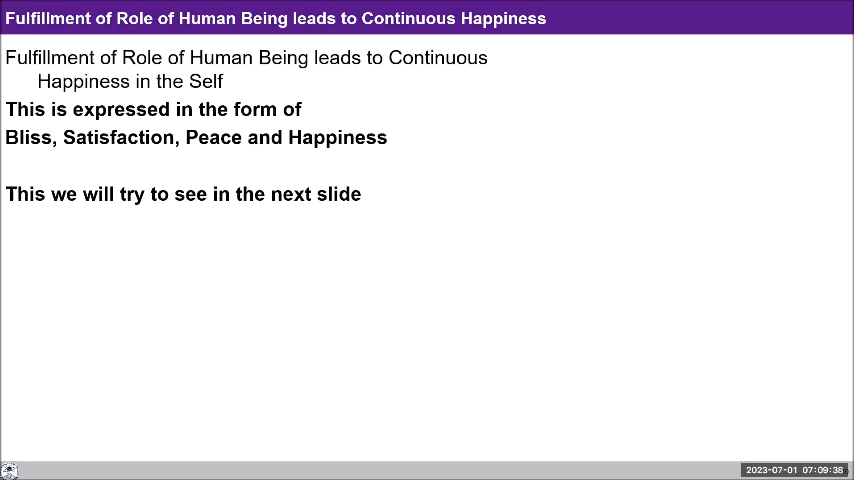 Fulfillment of Role of Human Being leads to Continuous Happiness
Fulfillment of Role of Human Being leads to Continuous
Happiness in the Self
This is expressed in the form of
Bliss, Satisfaction, Peace and Happiness
This we will try to see in the next slide
2023-07-01 07:09:38